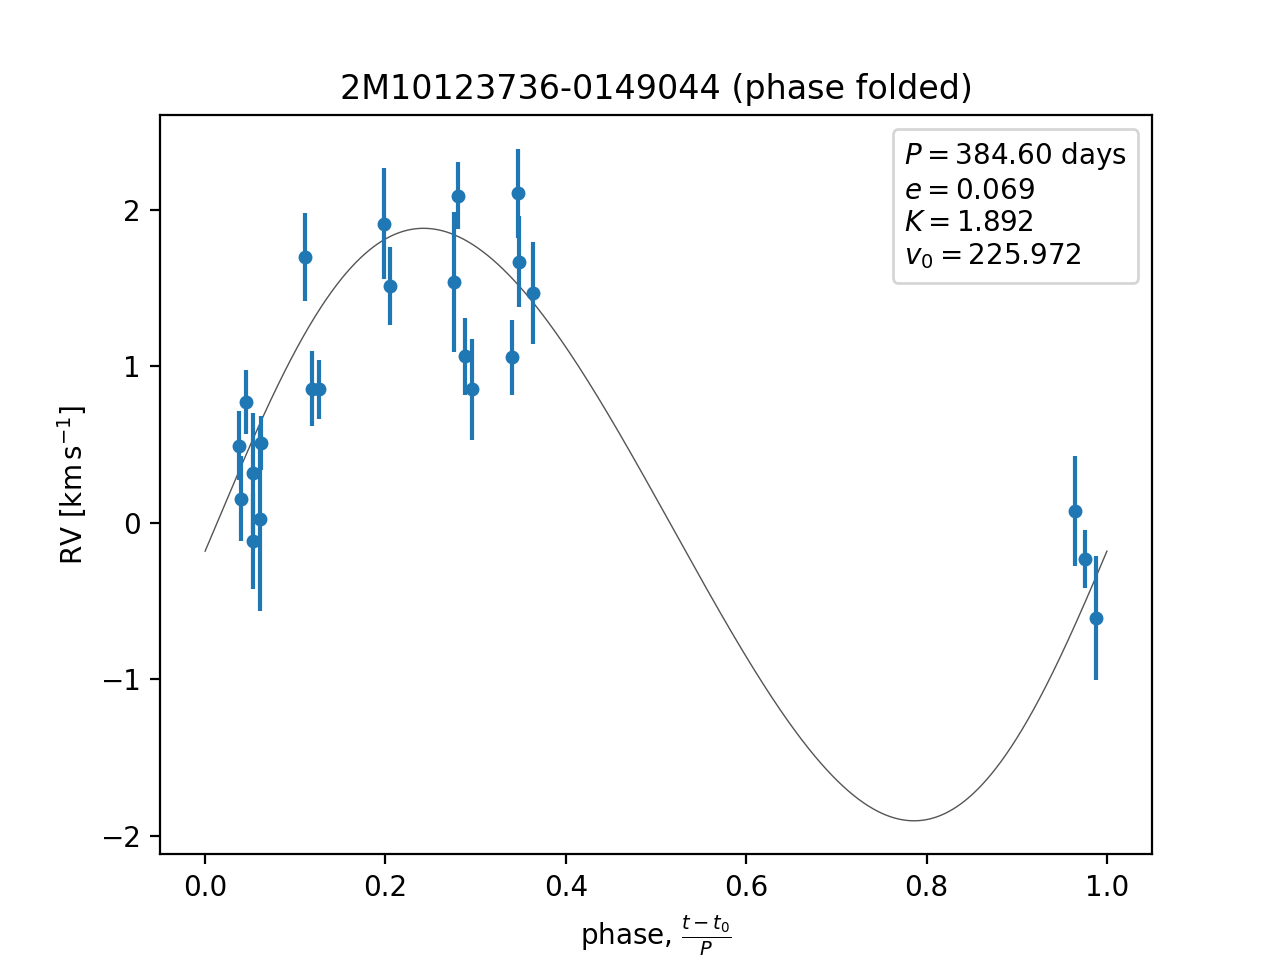 2M10123736-0149044 (phase folded)
P = 384.60 days
e = 0.069
K = 1.892
v₀ = 225.972
RV [km s⁻¹]
2
1
0
−1
−2
0.0 0.2 0.4 0.6 0.8 1.0
phase, (t − t₀)/P